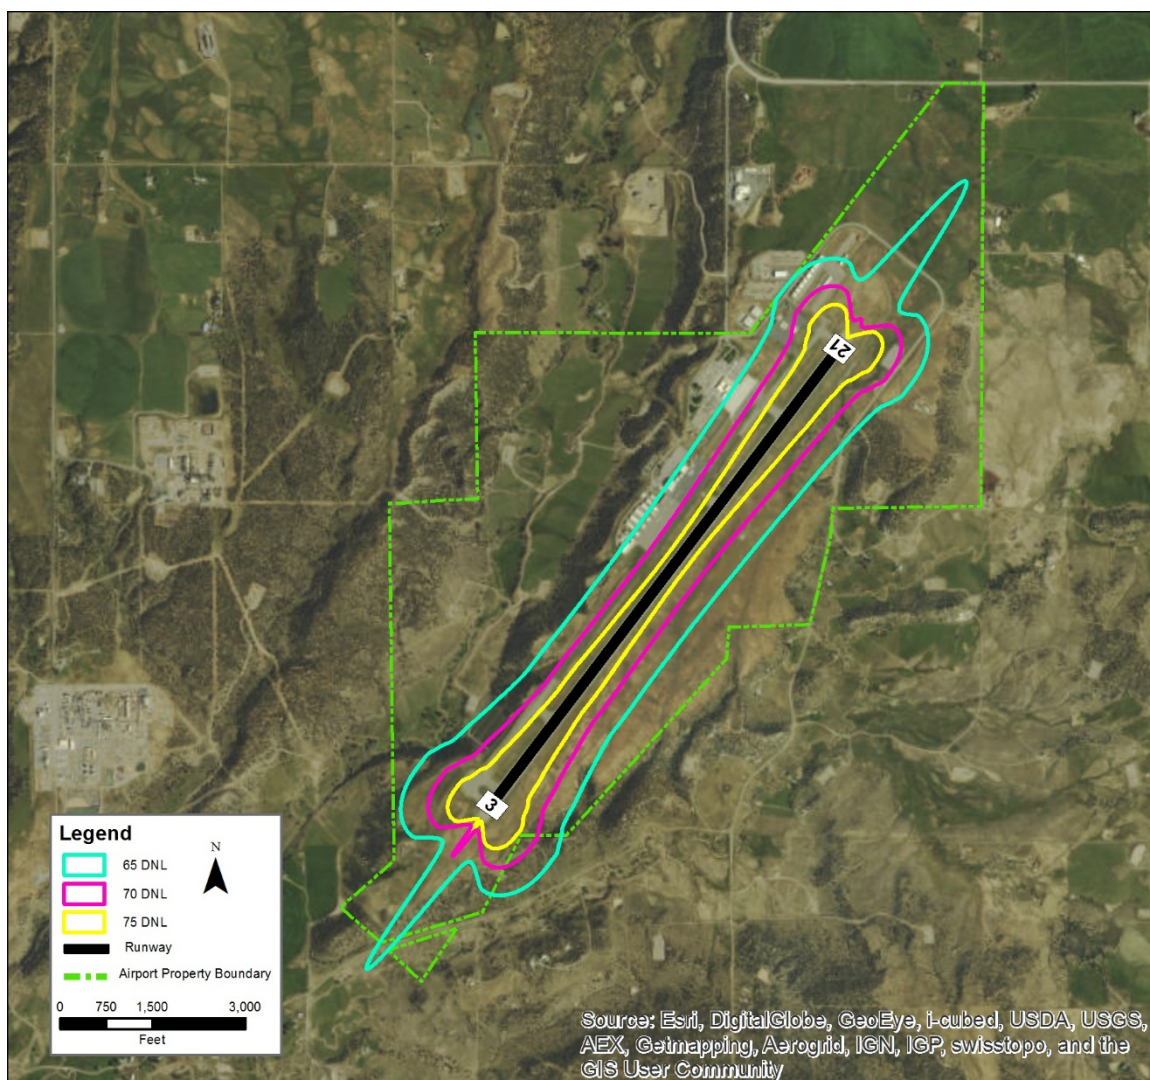 21
3
Legend
N
65 DNL
70 DNL
75 DNL
Runway
Airport Property Boundary
0 750 1,500 3,000
Feet
Source: Esri, DigitalGlobe, GeoEye, i-cubed, USDA, USGS,
AEX, Getmapping, Aerogrid, IGN, IGP, swisstopo, and the
GIS User Community